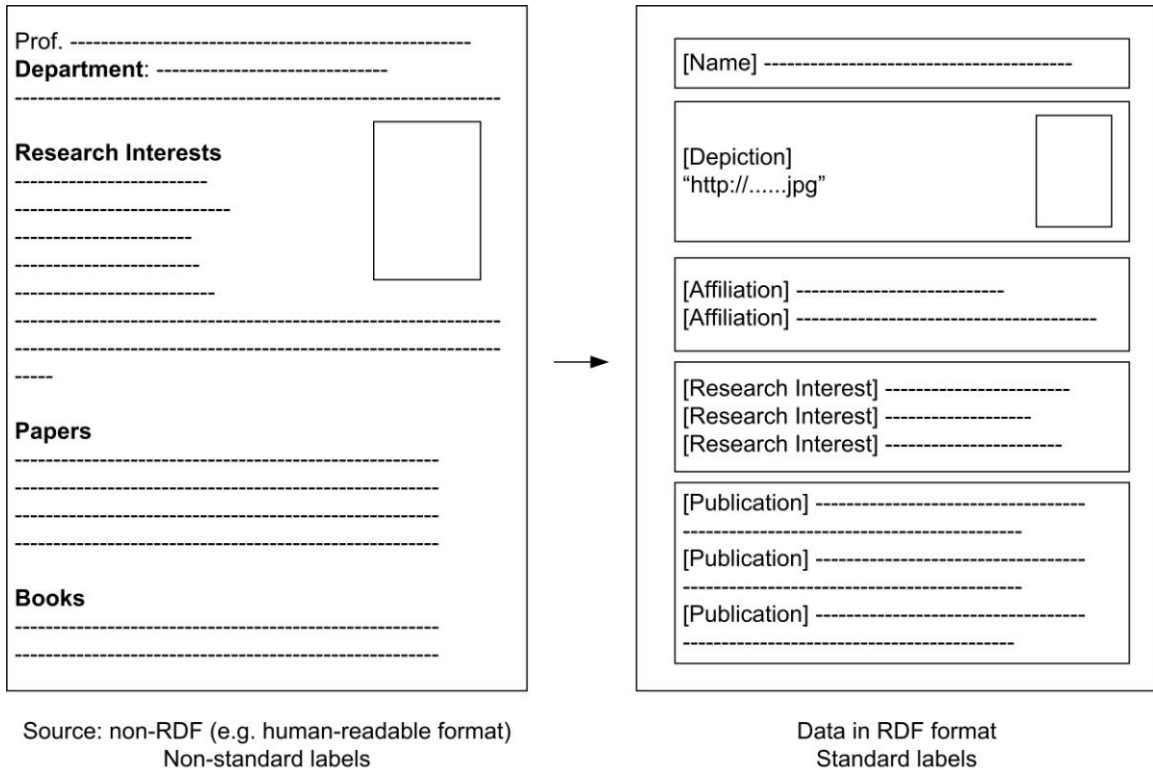 Prof. ----------------------------------------------------
Department: ------------------------------
---------------------------------------------------------------
Research Interests
-------------------------
----------------------------
-----------------------
------------------------
--------------------------
---------------------------------------------------------------
---------------------------------------------------------------
-----
Papers
-------------------------------------------------------
-------------------------------------------------------
-------------------------------------------------------
-------------------------------------------------------
Books
-------------------------------------------------------
-------------------------------------------------------
Source: non-RDF (e.g. human-readable format)
Non-standard labels
[Name] ----------------------------------------
[Depiction]
“http://......jpg”
[Affiliation] ---------------------------
[Affiliation] ---------------------------------------
[Research Interest] ------------------------
[Research Interest] -------------------
[Research Interest] -----------------------
[Publication] -----------------------------------
--------------------------------------------
[Publication] -----------------------------------
--------------------------------------------
[Publication] -----------------------------------
-------------------------------------------
Data in RDF format
Standard labels